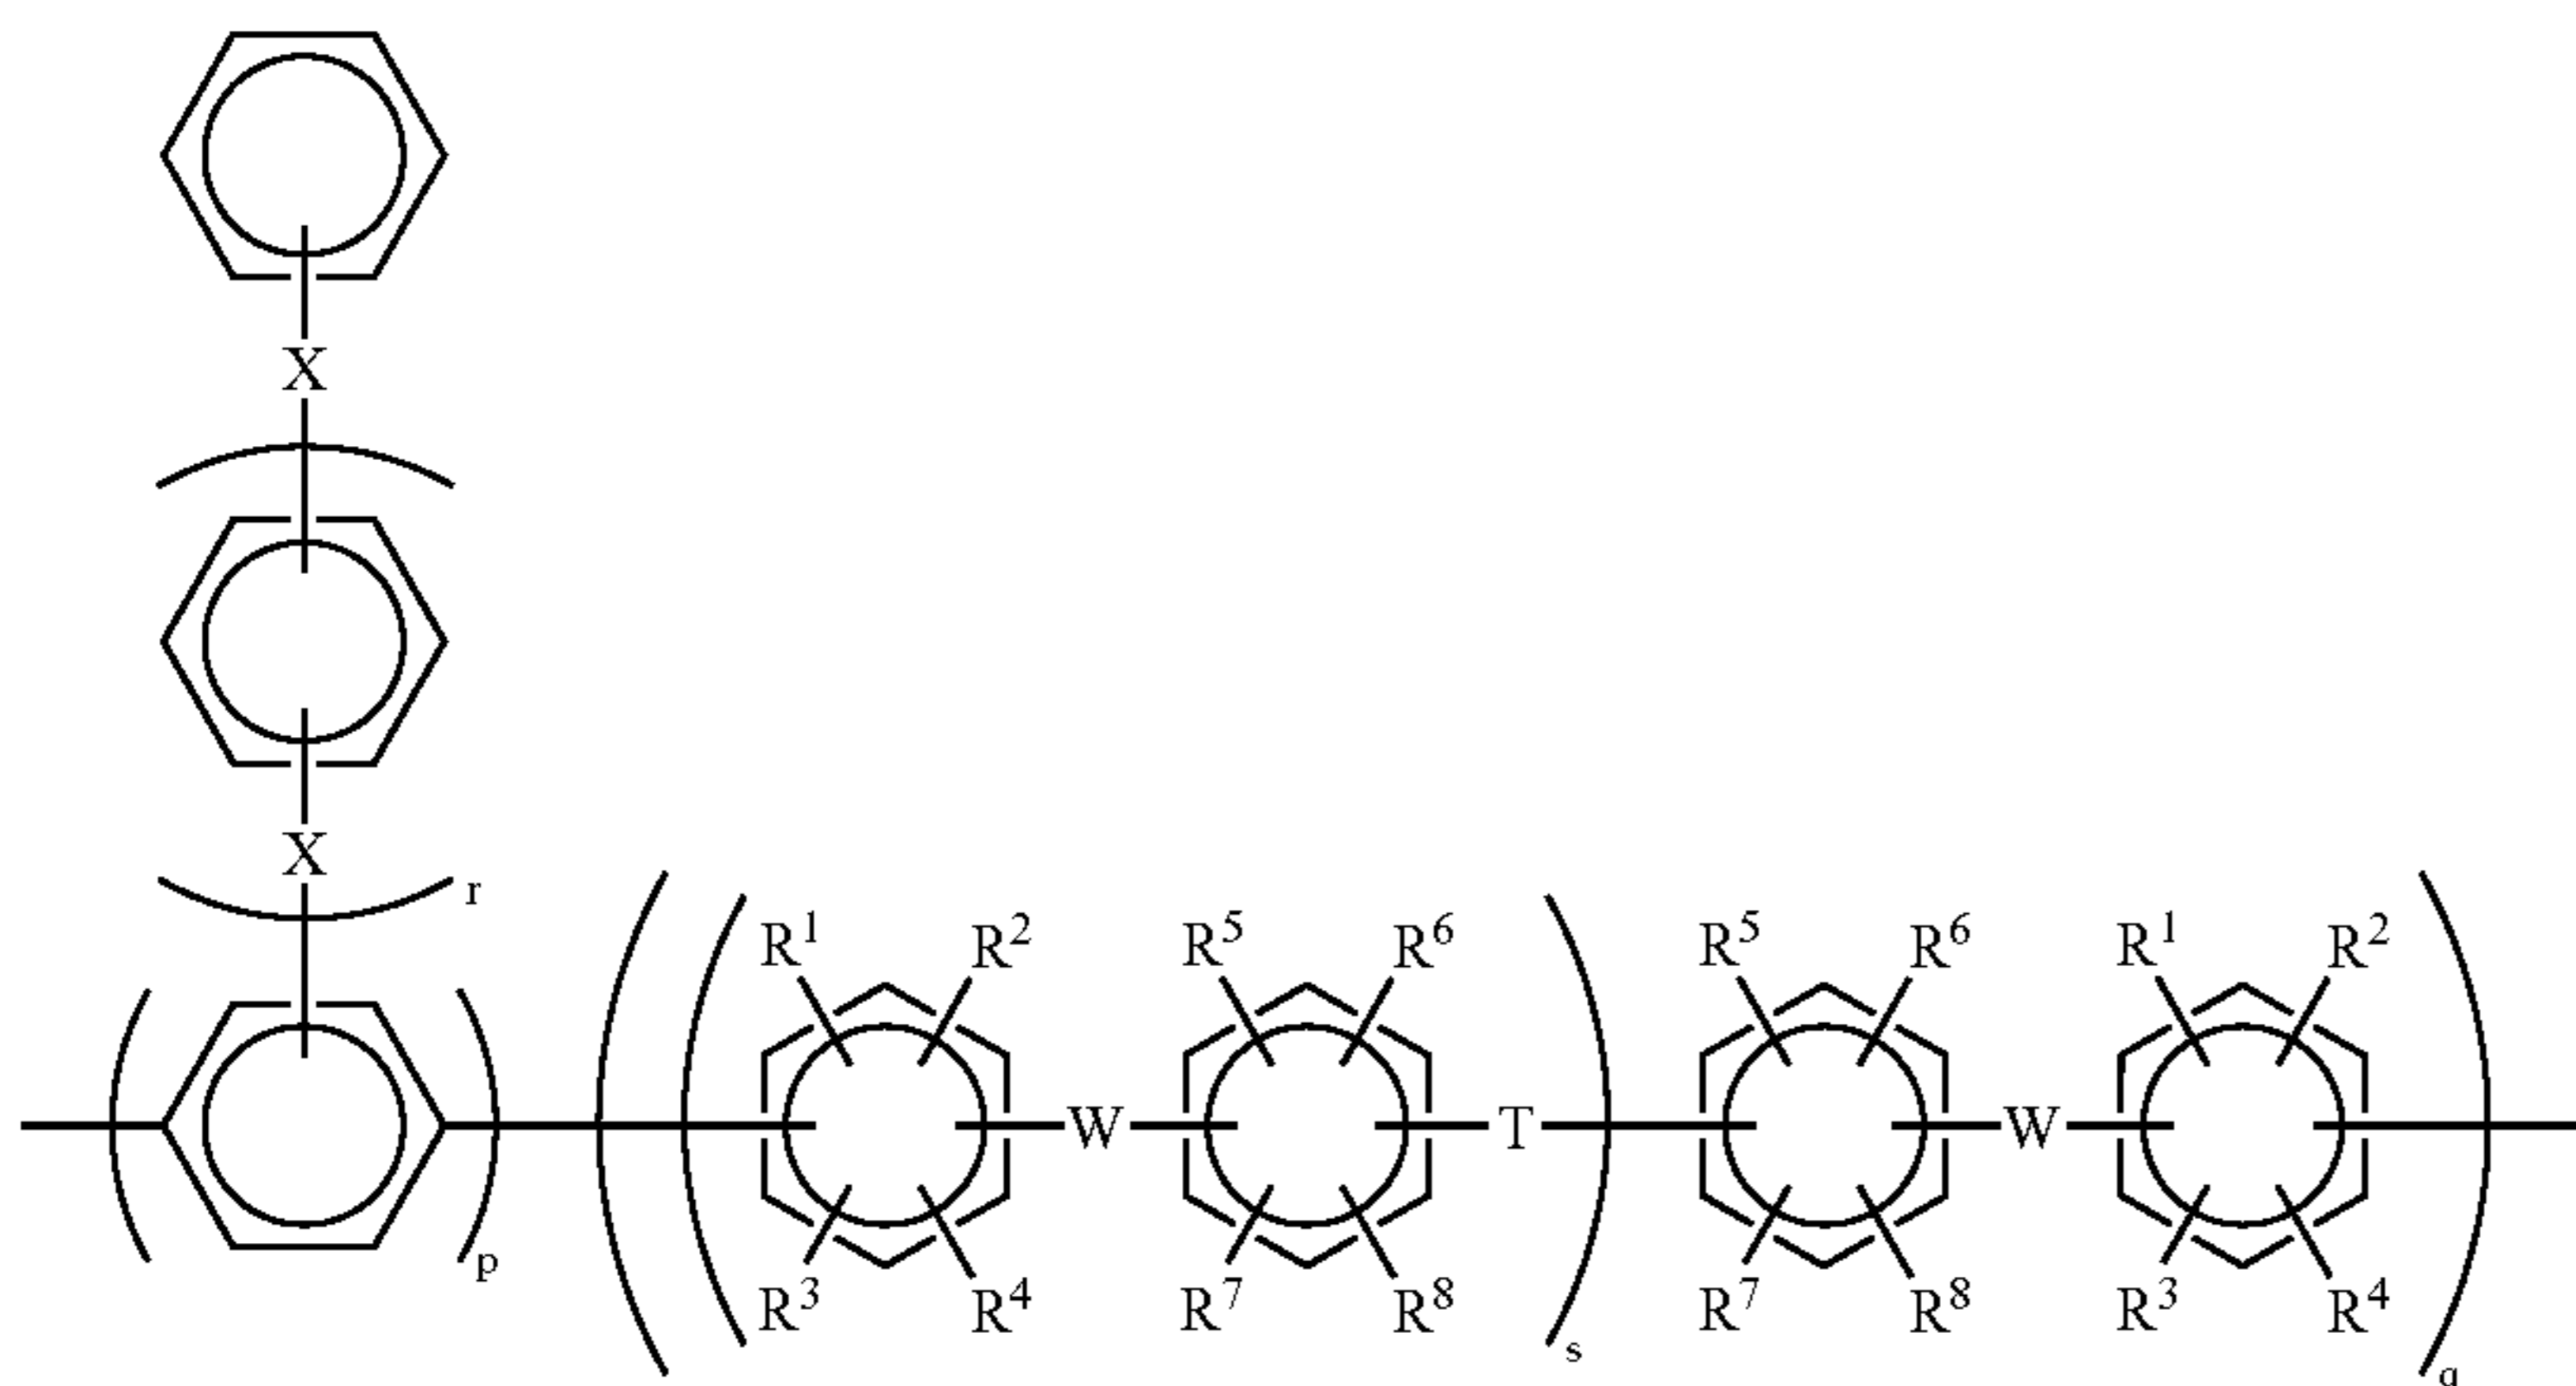 X
X
r
R¹ R² R⁵ R⁶ R⁵ R⁶ R¹ R²
W T W
R³ R⁴ R⁷ R⁸ R⁷ R⁸ R³ R⁴
p s q